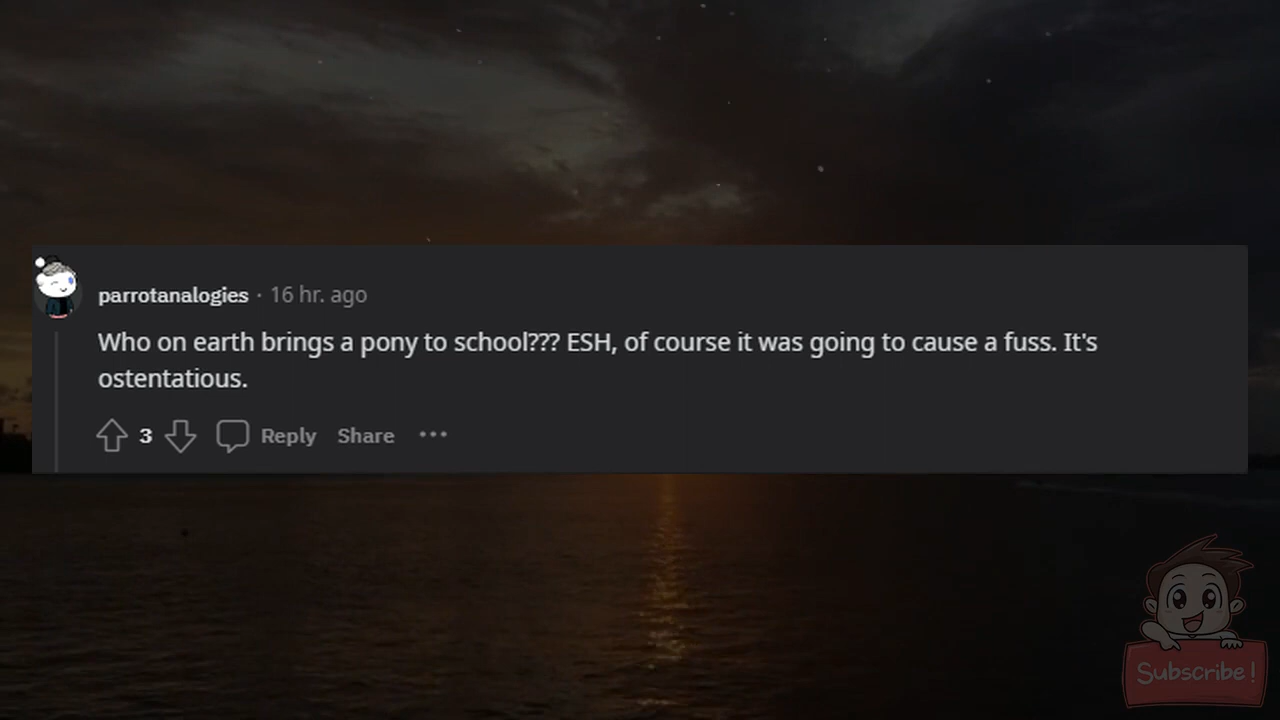 parrotanalogies · 16 hr. ago
Who on earth brings a pony to school??? ESH, of course it was going to cause a fuss. It's
ostentatious.
3 Reply Share ···
Subscribe!